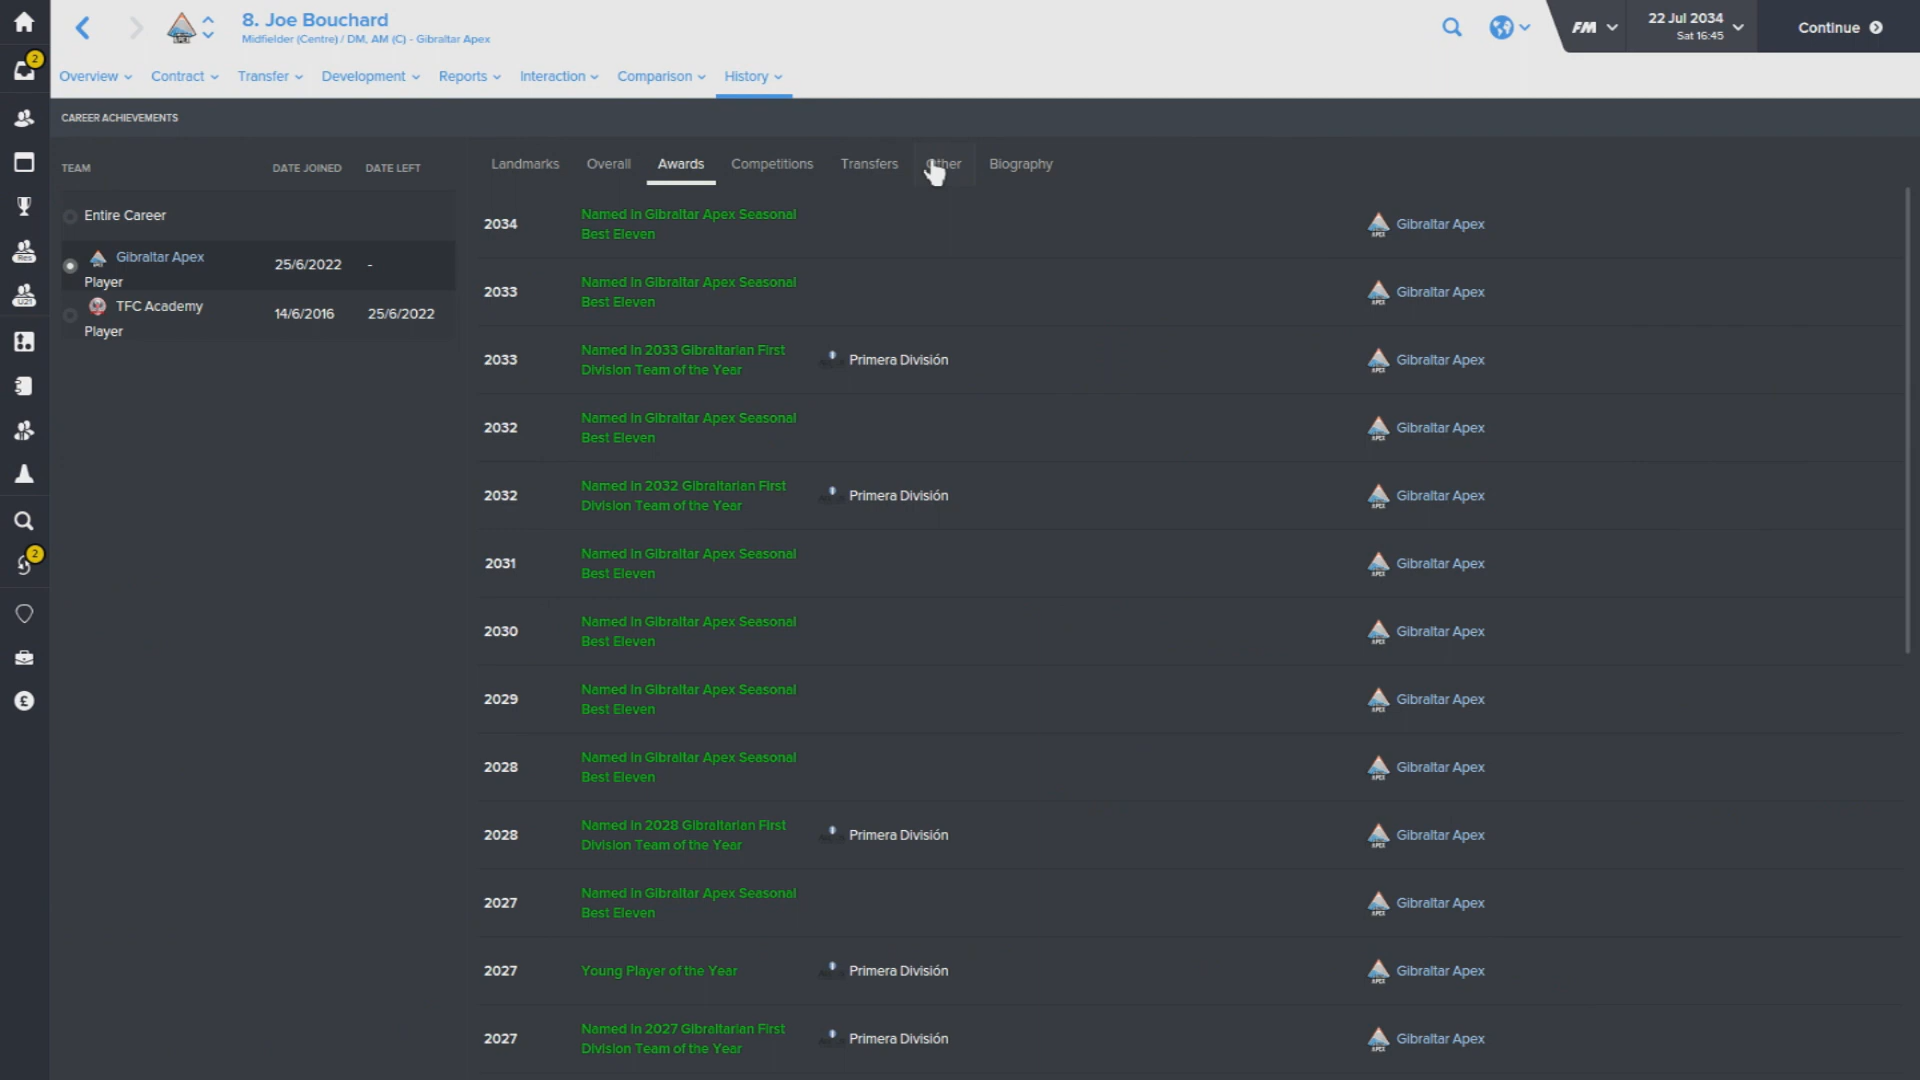 8. Joe Bouchard
Midfielder (Centre) / DM, AM (C) - Gibraltar Apex
FM
22 Jul 2034
Sat 16:45
Continue
2
Overview
Contract
Transfer
Development
Reports
Interaction
Comparison
History
CAREER ACHIEVEMENTS
TEAM
DATE JOINED
DATE LEFT
Landmarks
Overall
Awards
Competitions
Transfers
Other
Biography
Entire Career
Gibraltar Apex
Player
25/6/2022
-
TFC Academy
Player
14/6/2016
25/6/2022
2034
Named In Gibraltar Apex Seasonal
Best Eleven
Gibraltar Apex
2033
Named In Gibraltar Apex Seasonal
Best Eleven
Gibraltar Apex
2033
Named In 2033 Gibraltarian First
Division Team of the Year
Primera División
Gibraltar Apex
2032
Named In Gibraltar Apex Seasonal
Best Eleven
Gibraltar Apex
2032
Named In 2032 Gibraltarian First
Division Team of the Year
Primera División
Gibraltar Apex
2031
Named In Gibraltar Apex Seasonal
Best Eleven
Gibraltar Apex
2030
Named In Gibraltar Apex Seasonal
Best Eleven
Gibraltar Apex
2029
Named In Gibraltar Apex Seasonal
Best Eleven
Gibraltar Apex
2028
Named In Gibraltar Apex Seasonal
Best Eleven
Gibraltar Apex
2028
Named In 2028 Gibraltarian First
Division Team of the Year
Primera División
Gibraltar Apex
2027
Named In Gibraltar Apex Seasonal
Best Eleven
Gibraltar Apex
2027
Young Player of the Year
Primera División
Gibraltar Apex
2027
Named In 2027 Gibraltarian First
Division Team of the Year
Primera División
Gibraltar Apex
Res
U21
2
£